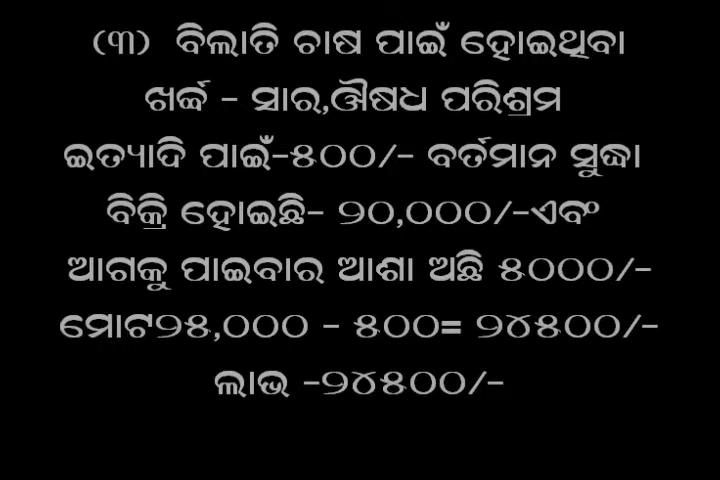 (୩) ବିଲାତି ଚାଷ ପାଇଁ ହୋଇଥିବା
ଖର୍ଚ୍ଚ - ସାର,ଔଷଧ ପରିଶ୍ରମ
ଇତ୍ୟାଦି ପାଇଁ-୫୦୦/- ବର୍ତମାନ ସୁଦ୍ଧା
ବିକ୍ରି ହୋଇଛି- ୨୦,୦୦୦/-ଏବଂ
ଆଗକୁ ପାଇବାର ଆଶା ଅଛି ୫୦୦୦/-
ମୋଟ୨୫,୦୦୦ - ୫୦୦= ୨୪୫୦୦/-
ଲାଭ -୨୪୫୦୦/-